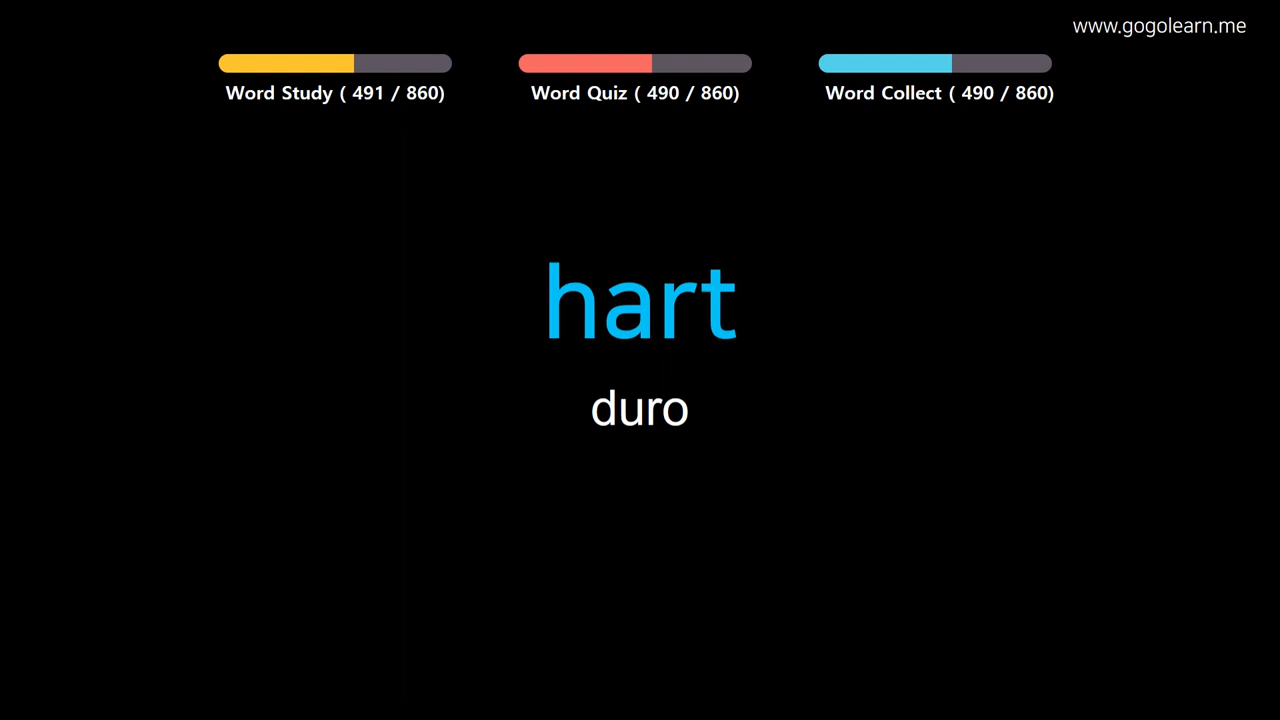 www.gogolearn.me
Word Study ( 491 / 860)
Word Quiz ( 490 / 860)
Word Collect ( 490 / 860)
hart
duro